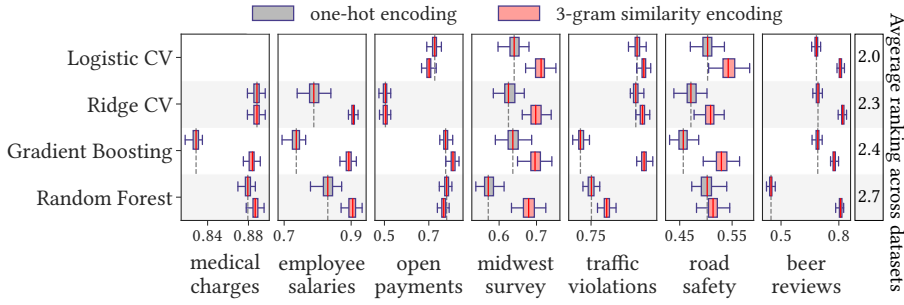 one-hot encoding
3-gram similarity encoding
Logistic CV
Ridge CV
Gradient Boosting
Random Forest
2.0
2.3
2.4
2.7
Avgerage ranking across datasets
0.84 0.88
0.7 0.9
0.5 0.7
0.6 0.7
0.75
0.45 0.55
0.5 0.8
medical
charges
employee
salaries
open
payments
midwest
survey
traffic
violations
road
safety
beer
reviews